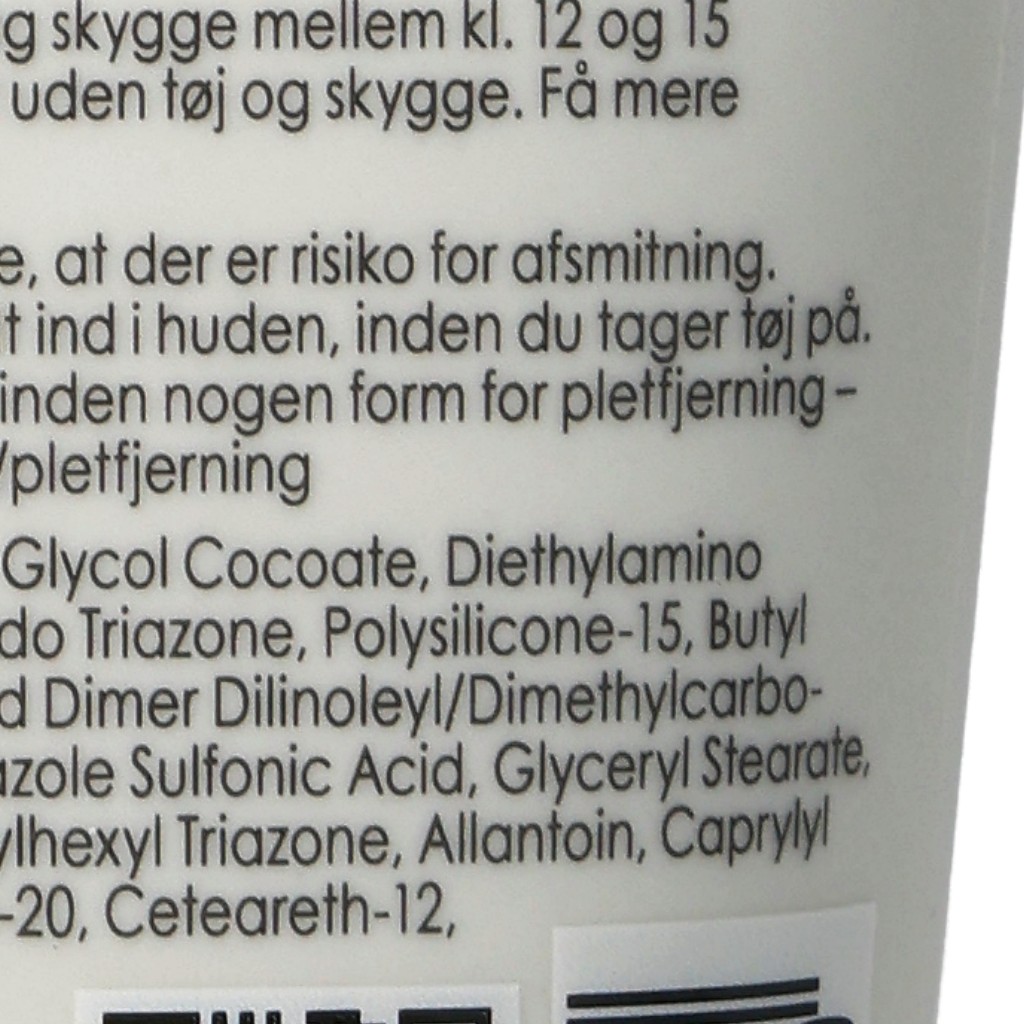 g skygge mellem kl. 12 og 15
uden tøj og skygge. Få mere
e, at der er risiko for afsmitning.
t ind i huden, inden du tager tøj på.
inden nogen form for pletfjerning –
/pletfjerning
Glycol Cocoate, Diethylamino
do Triazone, Polysilicone-15, Butyl
d Dimer Dilinoleyl/Dimethylcarbo-
azole Sulfonic Acid, Glyceryl Stearate,
ylhexyl Triazone, Allantoin, Caprylyl
-20, Ceteareth-12,